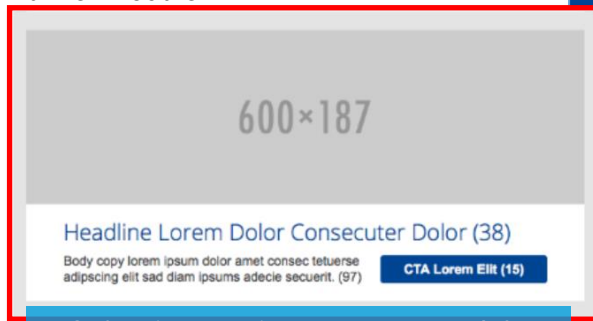 600×187
Headline Lorem Dolor Consecuter Dolor (38)
Body copy lorem ipsum dolor amet consec tetuerse
adipscing elit sad diam ipsums adecie secuerit. (97)
CTA Lorem Elit (15)